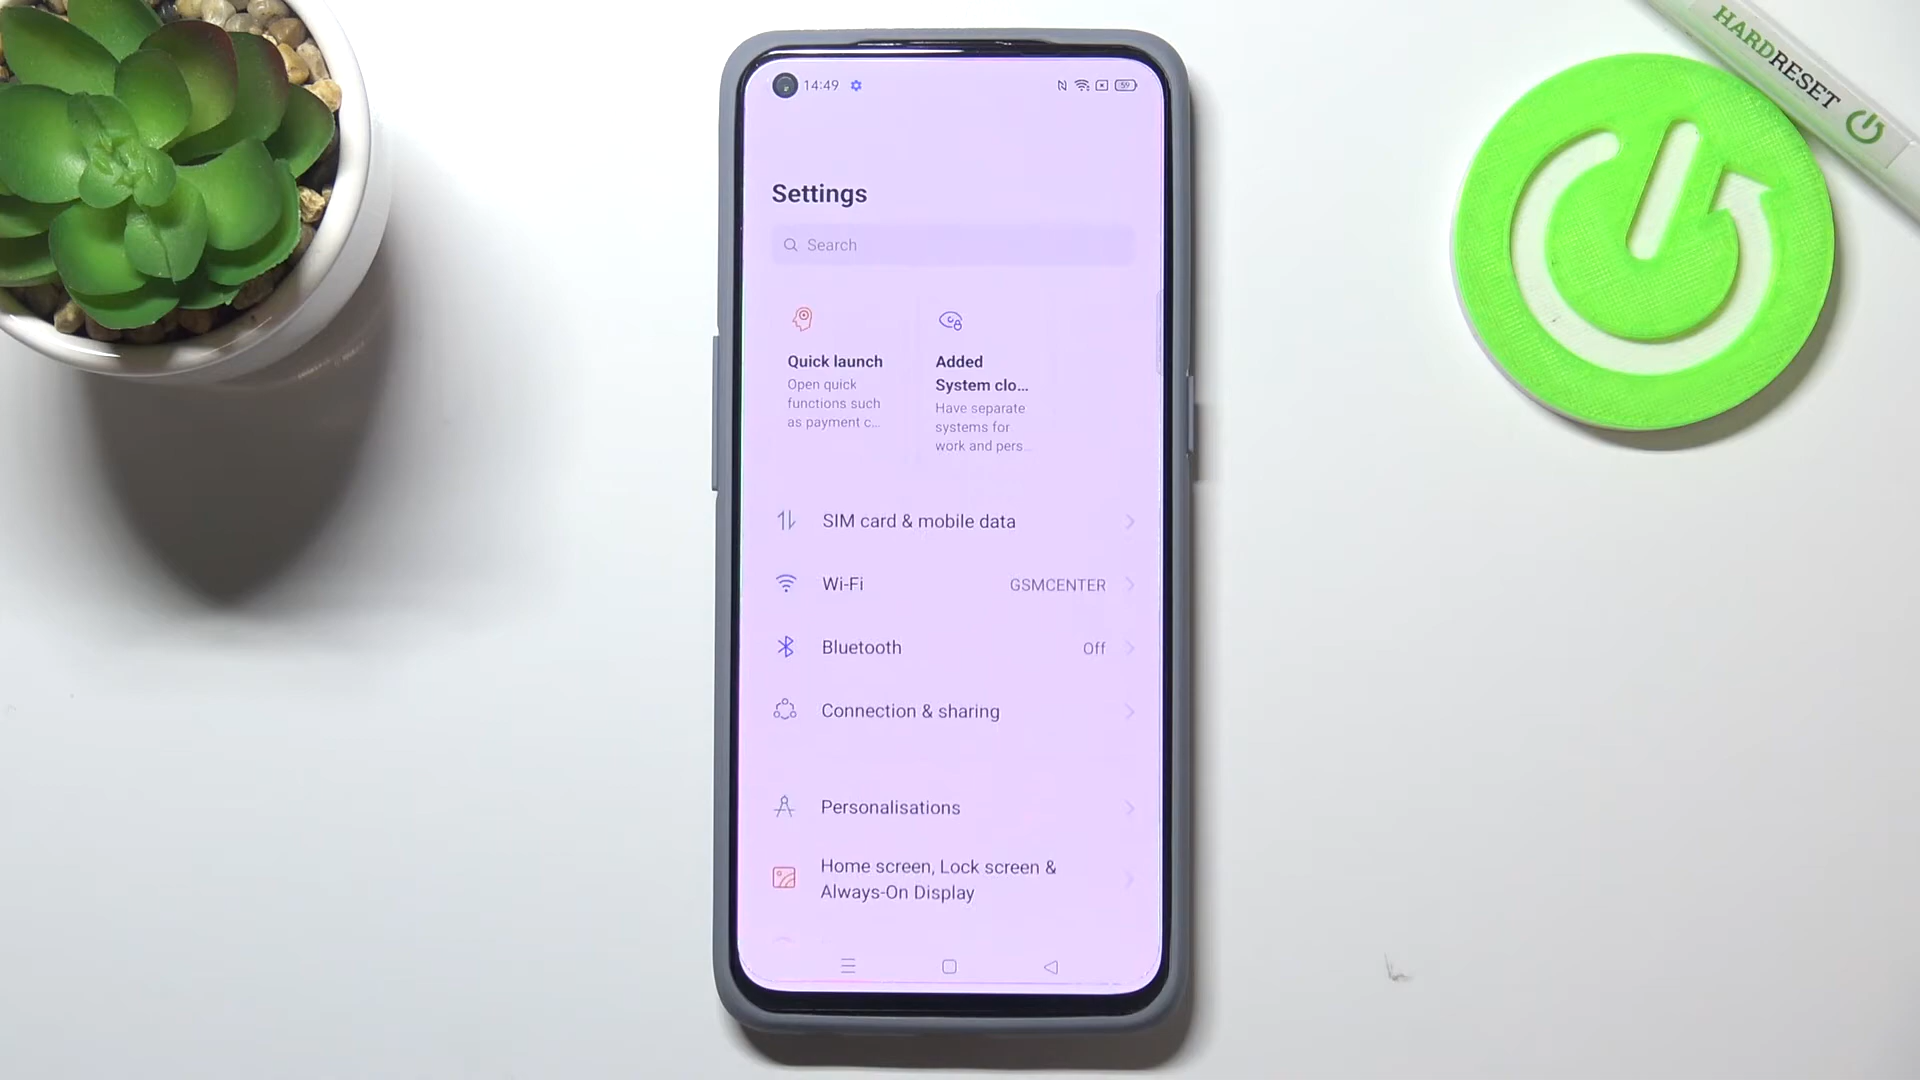 14:49
59
Settings
Search
Quick launch
Open quick
functions such
as payment c...
Added
System clo...
Have separate
systems for
work and pers...
SIM card & mobile data
Wi-Fi
GSMCENTER
Bluetooth
Off
Connection & sharing
Personalisations
Home screen, Lock screen &
Always-On Display
HARDRESET